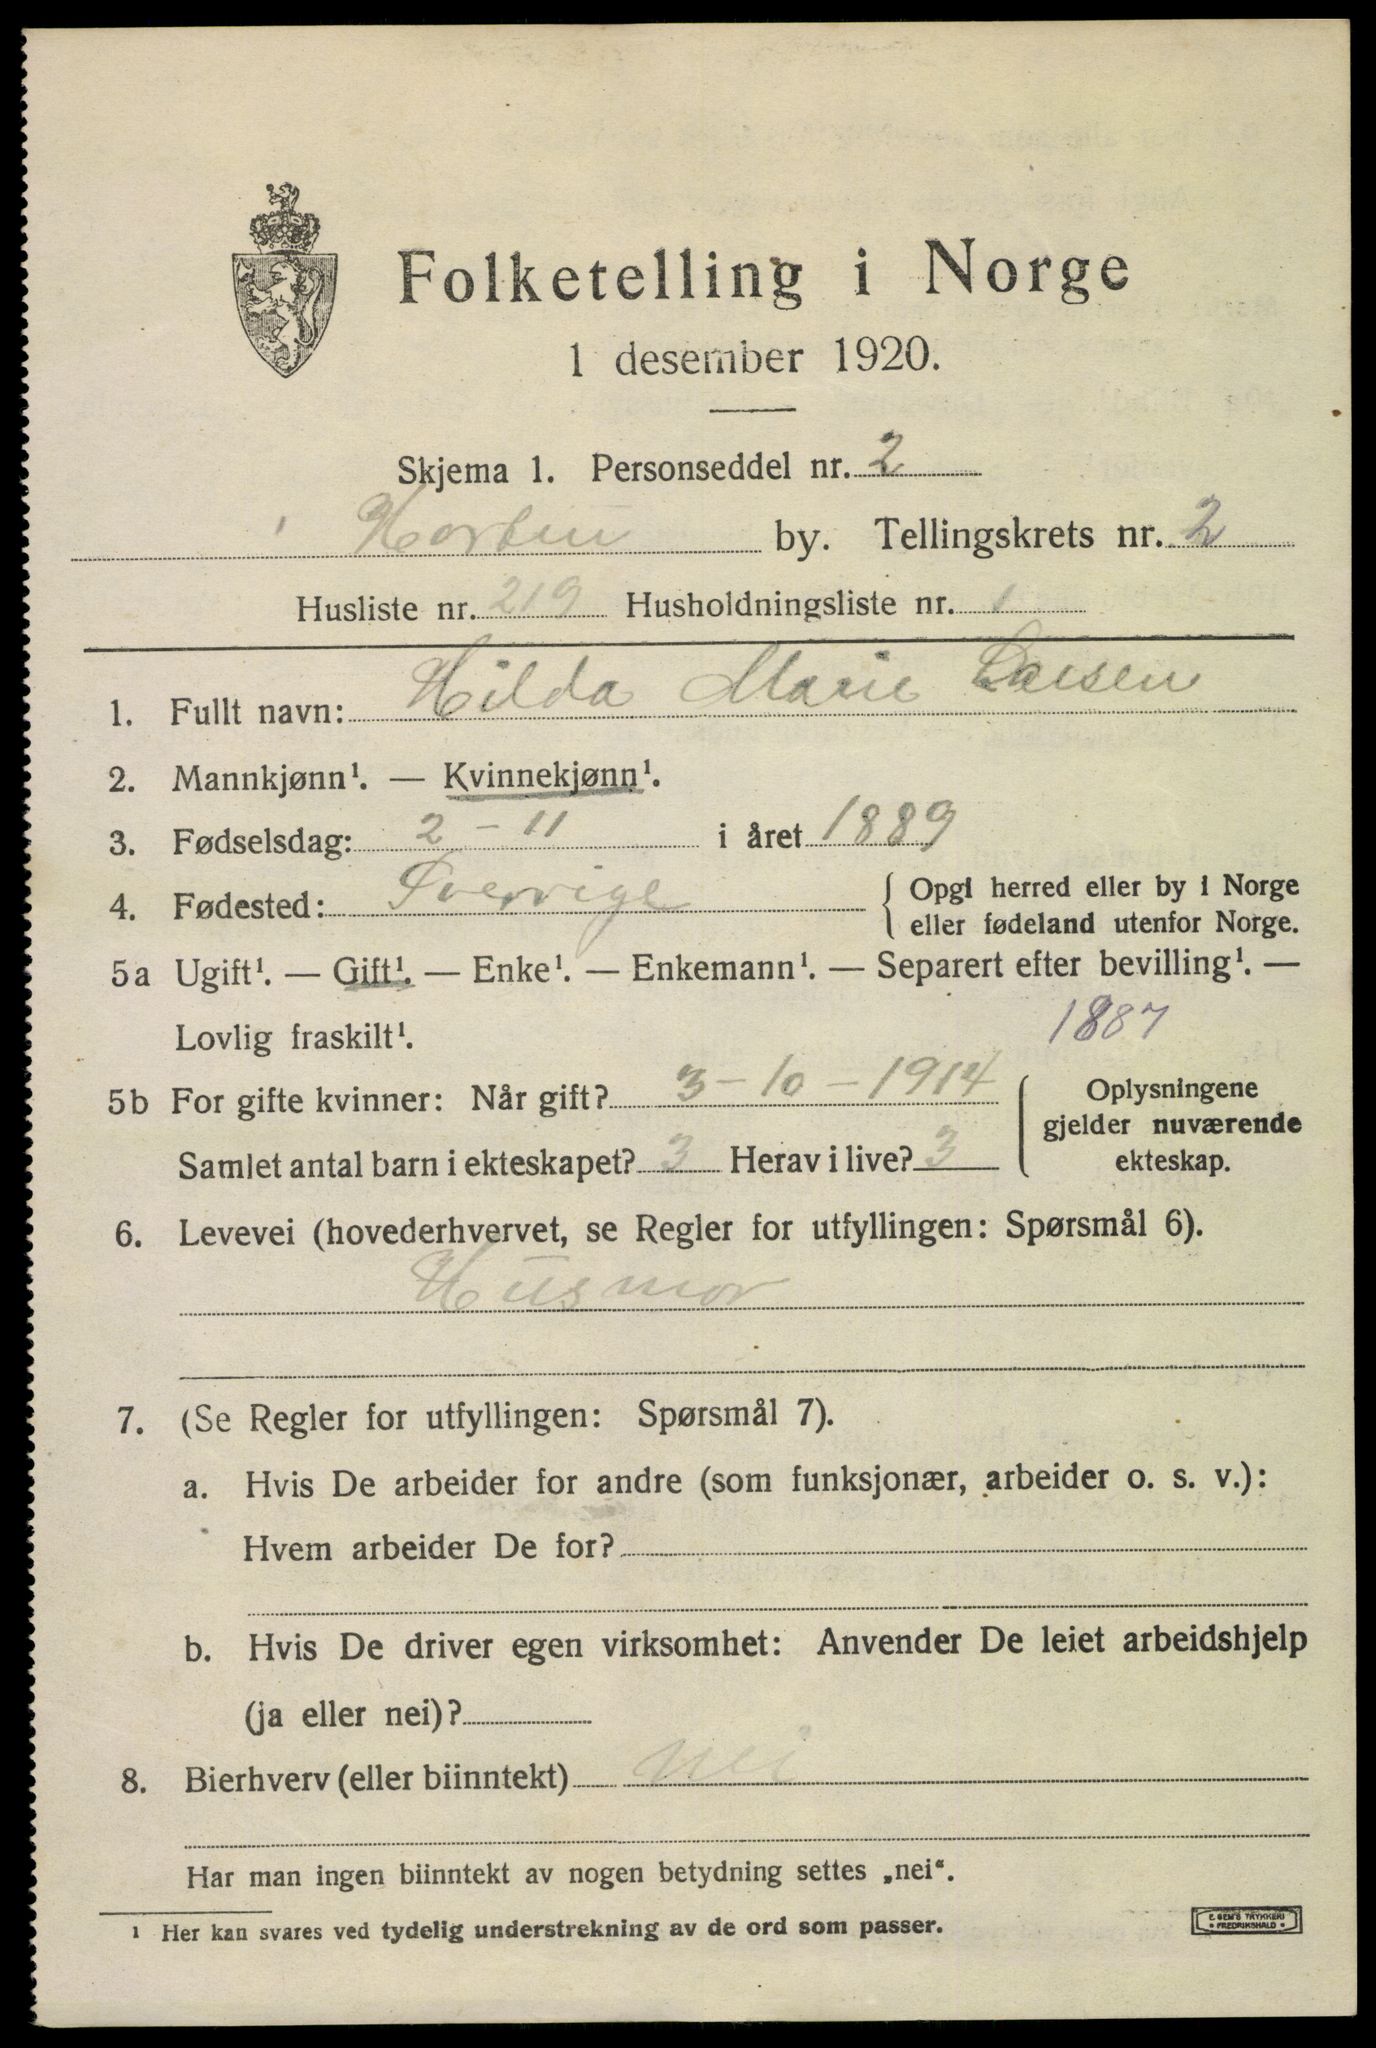 Folketelling i Norge
1 desember 1920.
Skjema 1. Personseddel nr. 2
i Horten by. Tellingskrets nr. 2
Husliste nr. 219 Husholdningsliste nr. 1
1. Fullt navn: Hilda Marie Larsen
2. Mannkjønn¹. — Kvinnekjønn¹.
3. Fødselsdag: 2 - 11 i året 1889
4. Fødested: Sverrige { Opgi herred eller by i Norge
eller fødeland utenfor Norge.
5a Ugift¹. — Gift¹. — Enke¹. — Enkemann¹. — Separert efter bevilling¹. —
Lovlig fraskilt¹. 1887
5b For gifte kvinner: Når gift? 3-10-1914 Oplysningene
gjelder nuværende
Samlet antal barn i ekteskapet? 3 Herav i live? 3 ekteskap.
6. Levevei (hovederhvervet, se Regler for utfyllingen: Spørsmål 6).
Husmor
7. (Se Regler for utfyllingen: Spørsmål 7).
a. Hvis De arbeider for andre (som funksjonær, arbeider o. s. v.):
Hvem arbeider De for?
b. Hvis De driver egen virksomhet: Anvender De leiet arbeidshjelp
(ja eller nei)?
8. Bierhverv (eller biinntekt) nei
Har man ingen biinntekt av nogen betydning settes „nei“.
¹ Her kan svares ved tydelig understrekning av de ord som passer.
E. SEM'S TRYKKERI
• FREDRIKSHALD •